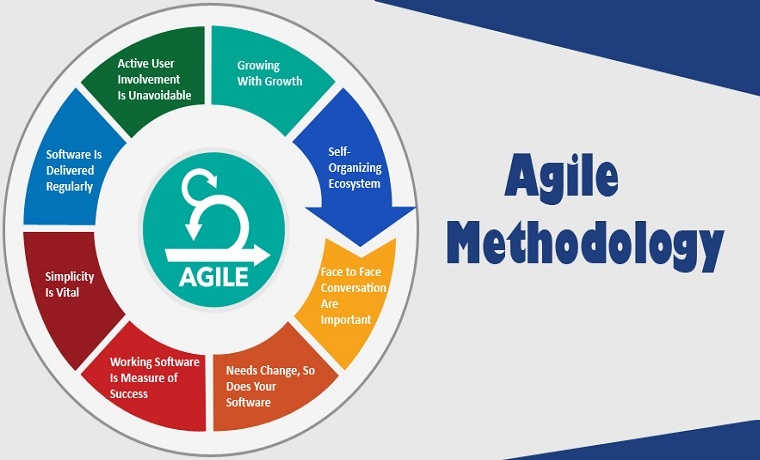 Active User
Involvement
Is Unavoidable
Growing
With Growth
Self-
Organizing
Ecosystem
Face to Face
Conversation
Are
Important
Needs Change, So
Does Your
Software
Working Software
Is Measure of
Success
Simplicity
Is Vital
Software Is
Delivered
Regularly
AGILE
Agile
Methodology